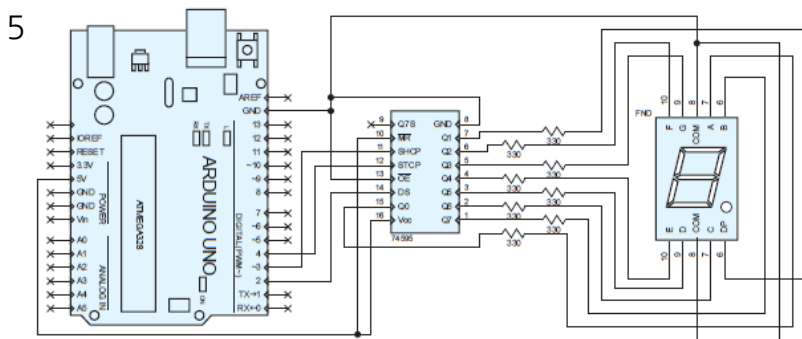 5
AREF
GND
IOREF
RESET
3.3V
5V
GND
GND
Vin
POWER
A0
A1
A2
A3
A4
A5
ANALOG IN
ATMEGA328
ARDUINO UNO
DIGITAL(PWM~)
TX
RX
L
ON
13
12
~11
~10
~9
8
7
~6
~5
4
~3
2
TX→1
RX←0
9 Q7S GND 8
10 MR Q1 7
11 SHCP Q2 6
12 STCP Q3 5
13 OE Q4 4
14 DS Q5 3
15 Q0 Q6 2
16 Vcc Q7 1
74595
330
330
330
330
330
330
330
330
FND
10 9 8 7 6
F G COM A B
E D COM C DP
10 9 8 7 6